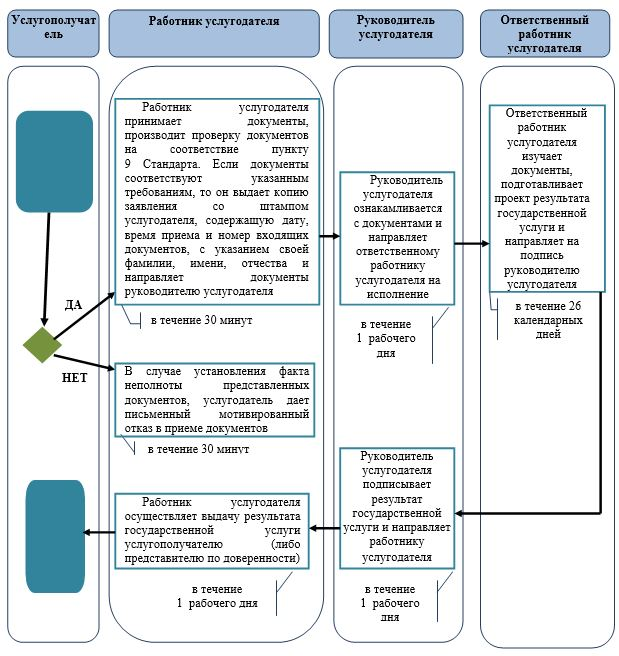 Услугополучат
ель
Работник услугодателя
Руководитель
услугодателя
Ответственный
работник
услугодателя
Работник услугодателя
принимает документы,
производит проверку документов
на соответствие пункту
9 Стандарта. Если документы
соответствуют указанным
требованиям, то он выдает копию
заявления со штампом
услугодателя, содержащую дату,
время приема и номер входящих
документов, с указанием своей
фамилии, имени, отчества и
направляет документы
руководителю услугодателя
в течение 30 минут
Руководитель
услугодателя
ознакамливается
с документами и
направляет
ответственному
работнику
услугодателя на
исполнение
в течение
1 рабочего
дня
Ответственный
работник
услугодателя
изучает
документы,
подготавливает
проект результата
государственной
услуги и
направляет на
подпись
руководителю
услугодателя
в течение 26
календарных
дней
ДА
НЕТ
В случае установления факта
неполноты представленных
документов, услугодатель дает
письменный мотивированный
отказ в приеме документов
в течение 30 минут
Руководитель
услугодателя
подписывает
результат
государственной
услуги и направляет
работнику
услугодателя
в течение
1 рабочего
дня
Работник услугодателя
осуществляет выдачу результата
государственной услуги
услугополучателю (либо
представителю по доверенности)
в течение
1 рабочего дня